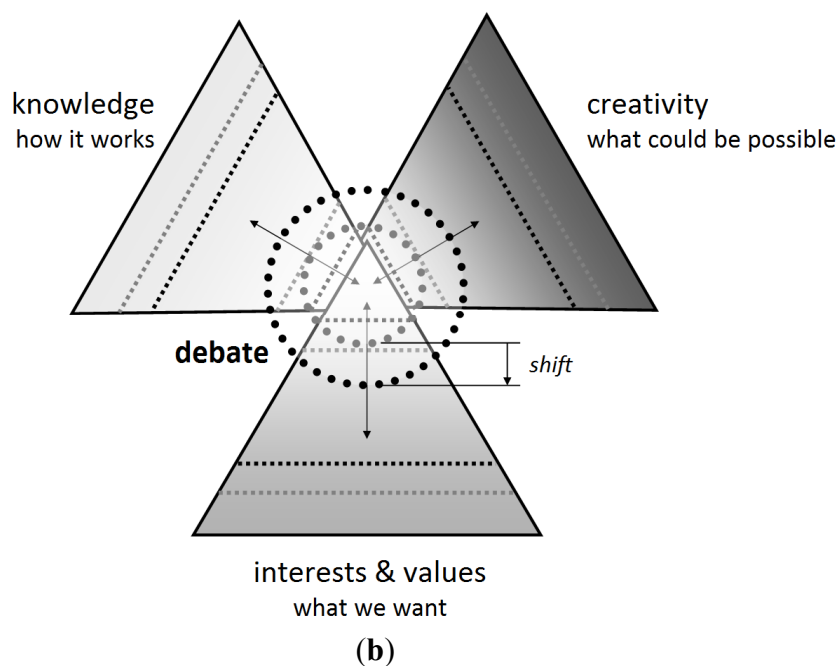 knowledge
how it works
creativity
what could be possible
debate
shift
interests & values
what we want
(b)